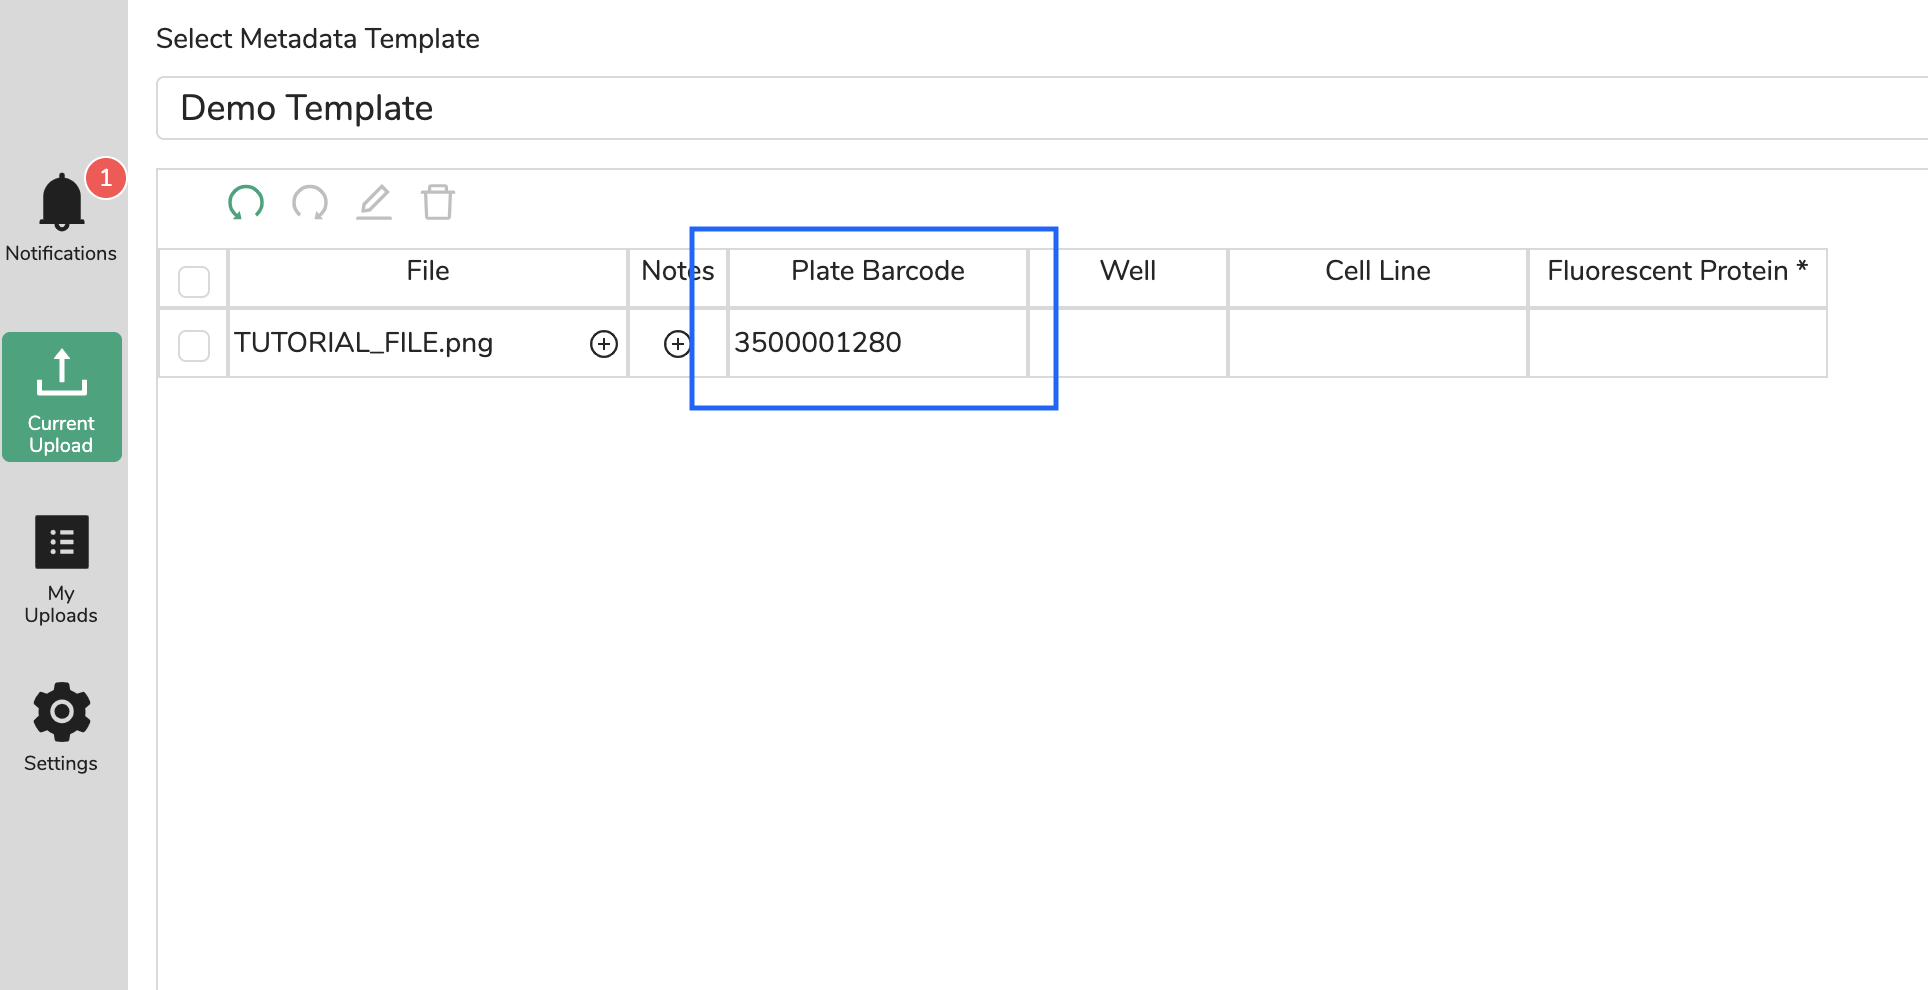 Select Metadata Template
Demo Template
1
Notifications
Current
Upload
My
Uploads
Settings
File Notes Plate Barcode Well Cell Line Fluorescent Protein *
TUTORIAL_FILE.png 3500001280